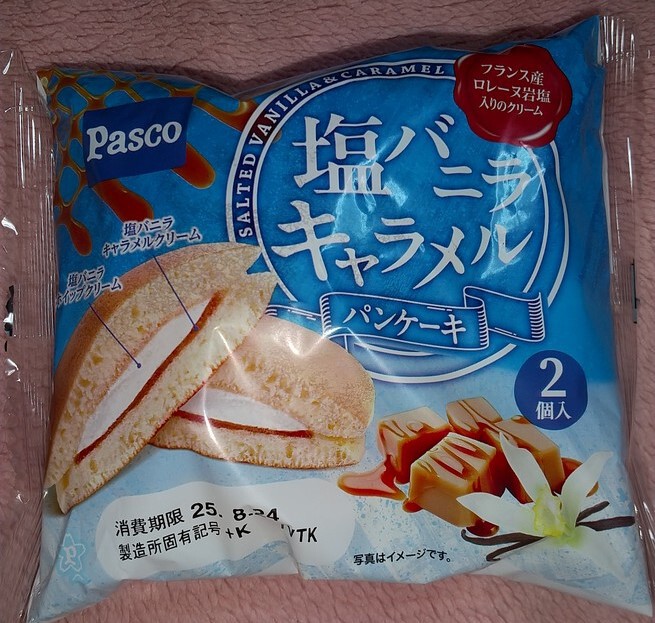 Pasco
SALTED VANILLA & CARAMEL
フランス産
ロレーヌ岩塩
入りのクリーム
塩バニラ
キャラメル
パンケーキ
塩バニラ
キャラメルクリーム
塩バニラ
ホイップクリーム
2
個入
消費期限 25. 8.
製造所固有記号 +K
TK
写真はイメージです。